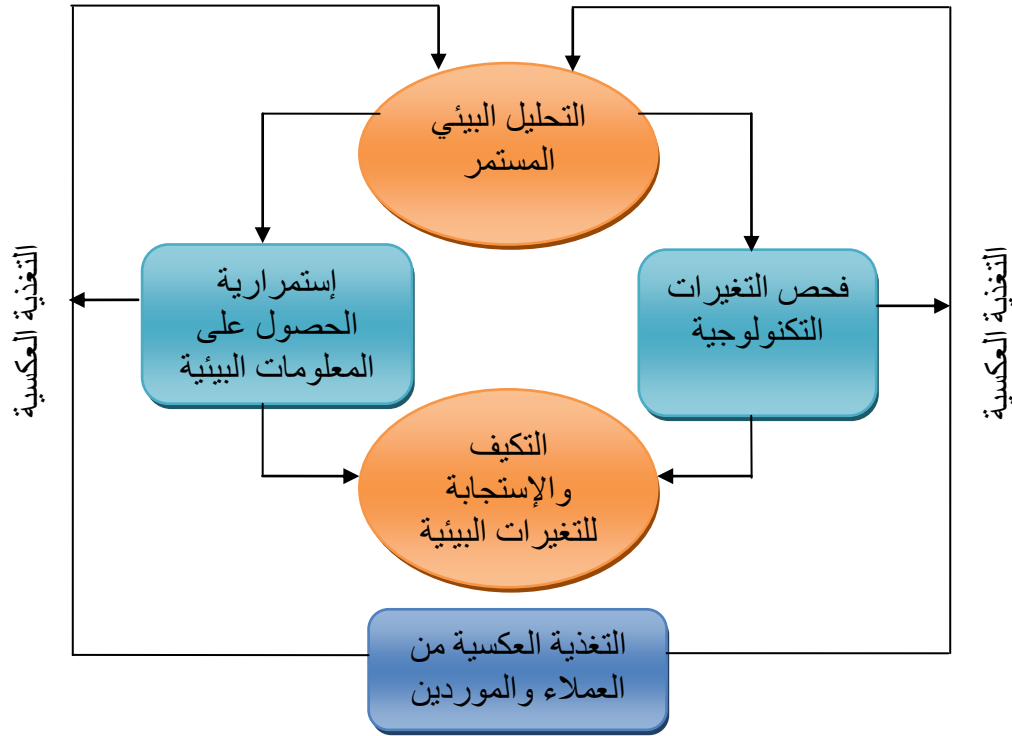 التحليل البيئي
المستمر
فحص التغيرات
التكنولوجية
إستمرارية
الحصول على
المعلومات البيئية
التغذية العكسية
التغذية العكسية
التكيف
والإستجابة
للتغيرات البيئية
التغذية العكسية من
العملاء والموردين